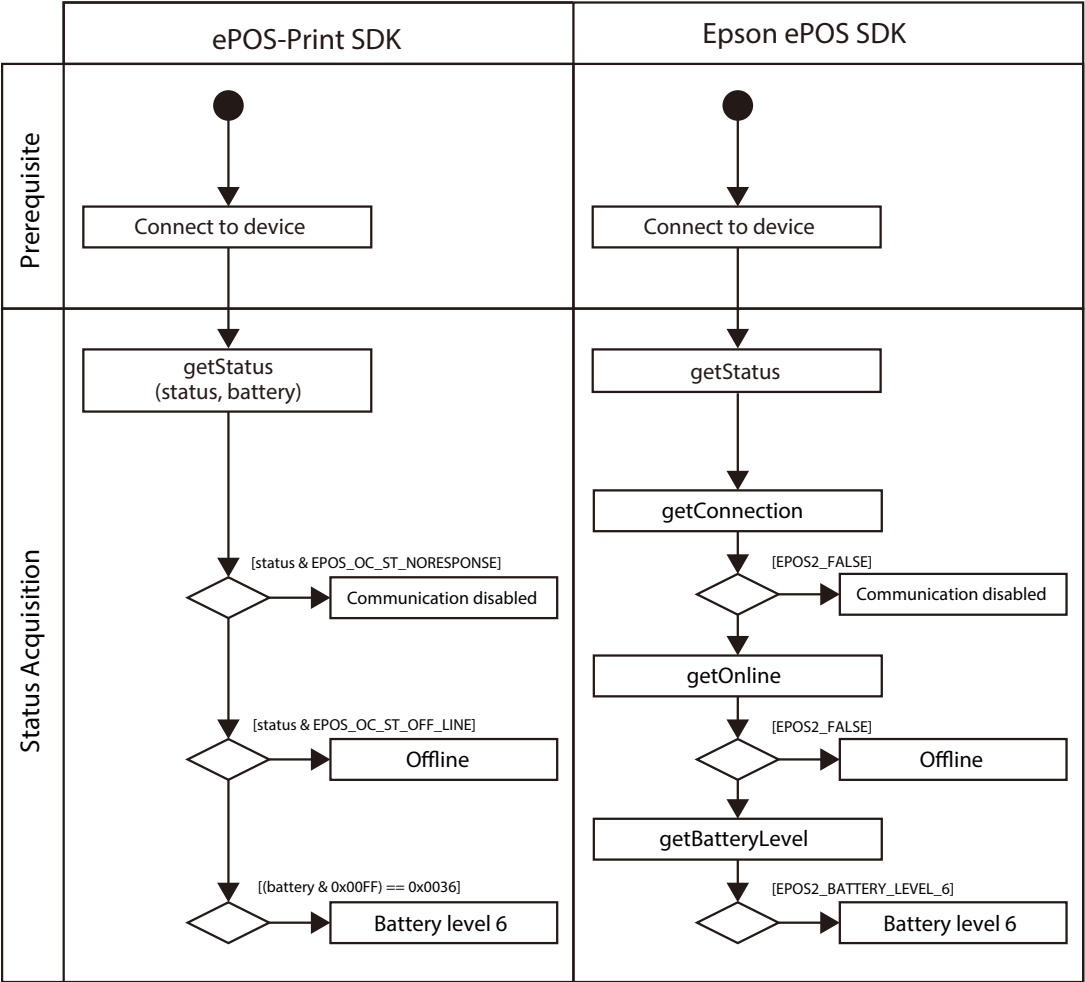 ePOS-Print SDK
Epson ePOS SDK
Prerequisite
Connect to device
Connect to device
Status Acquisition
getStatus
(status, battery)
[status & EPOS_OC_ST_NORESPONSE]
Communication disabled
[status & EPOS_OC_ST_OFF_LINE]
Offline
[(battery & 0x00FF) == 0x0036]
Battery level 6
getStatus
getConnection
[EPOS2_FALSE]
Communication disabled
getOnline
[EPOS2_FALSE]
Offline
getBatteryLevel
[EPOS2_BATTERY_LEVEL_6]
Battery level 6